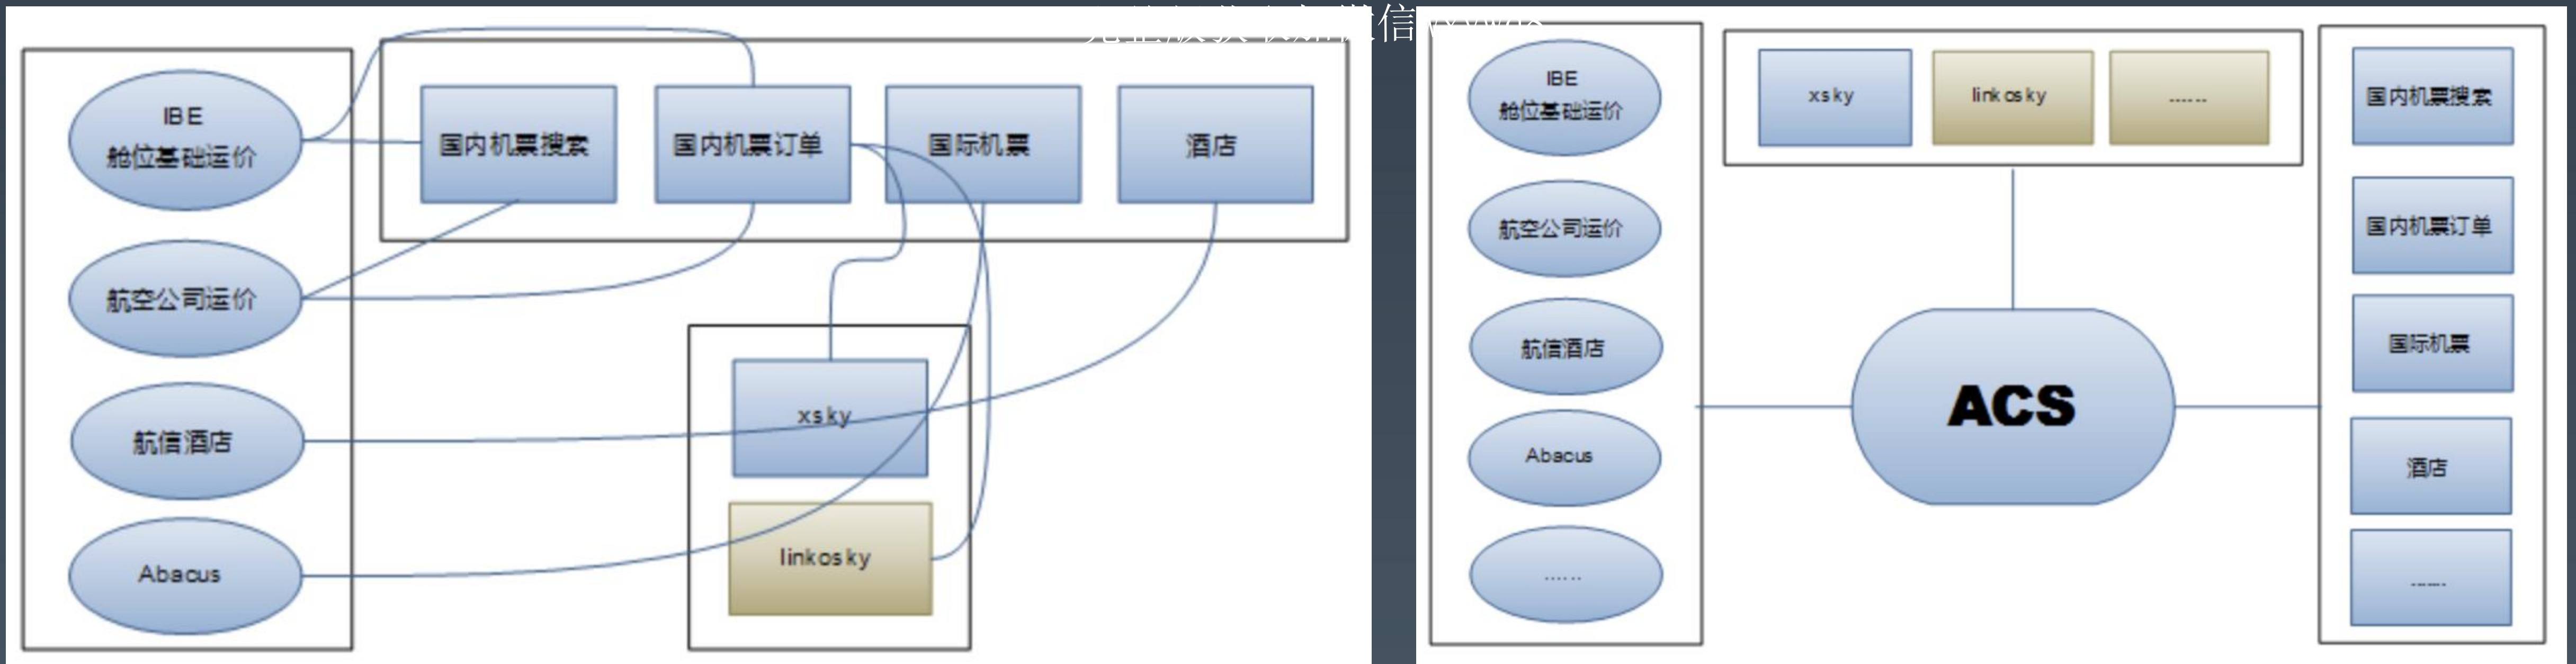 IBE
舱位基础运价
航空公司运价
航信酒店
Abacus
国内机票搜索
国内机票订单
国际机票
酒店
xsky
linkosky
IBE
舱位基础运价
航空公司运价
航信酒店
Abacus
......
xsky
linkosky
......
ACS
国内机票搜索
国内机票订单
国际机票
酒店
......